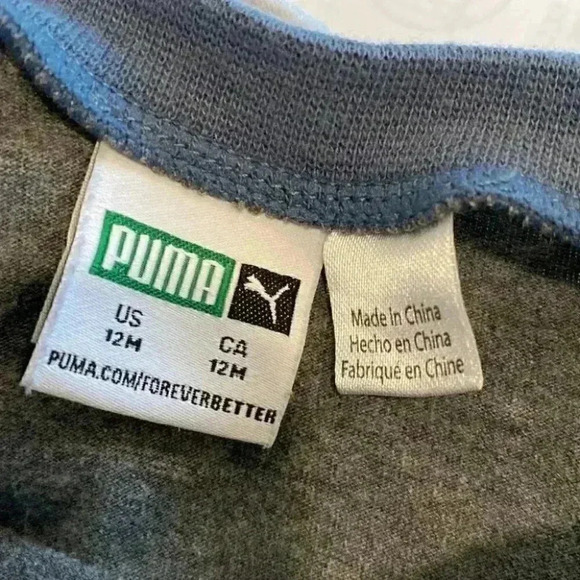 PUMA
US CA
12M 12M
PUMA.COM/FOREVERBETTER
Made in China
Hecho en China
Fabriqué en Chine